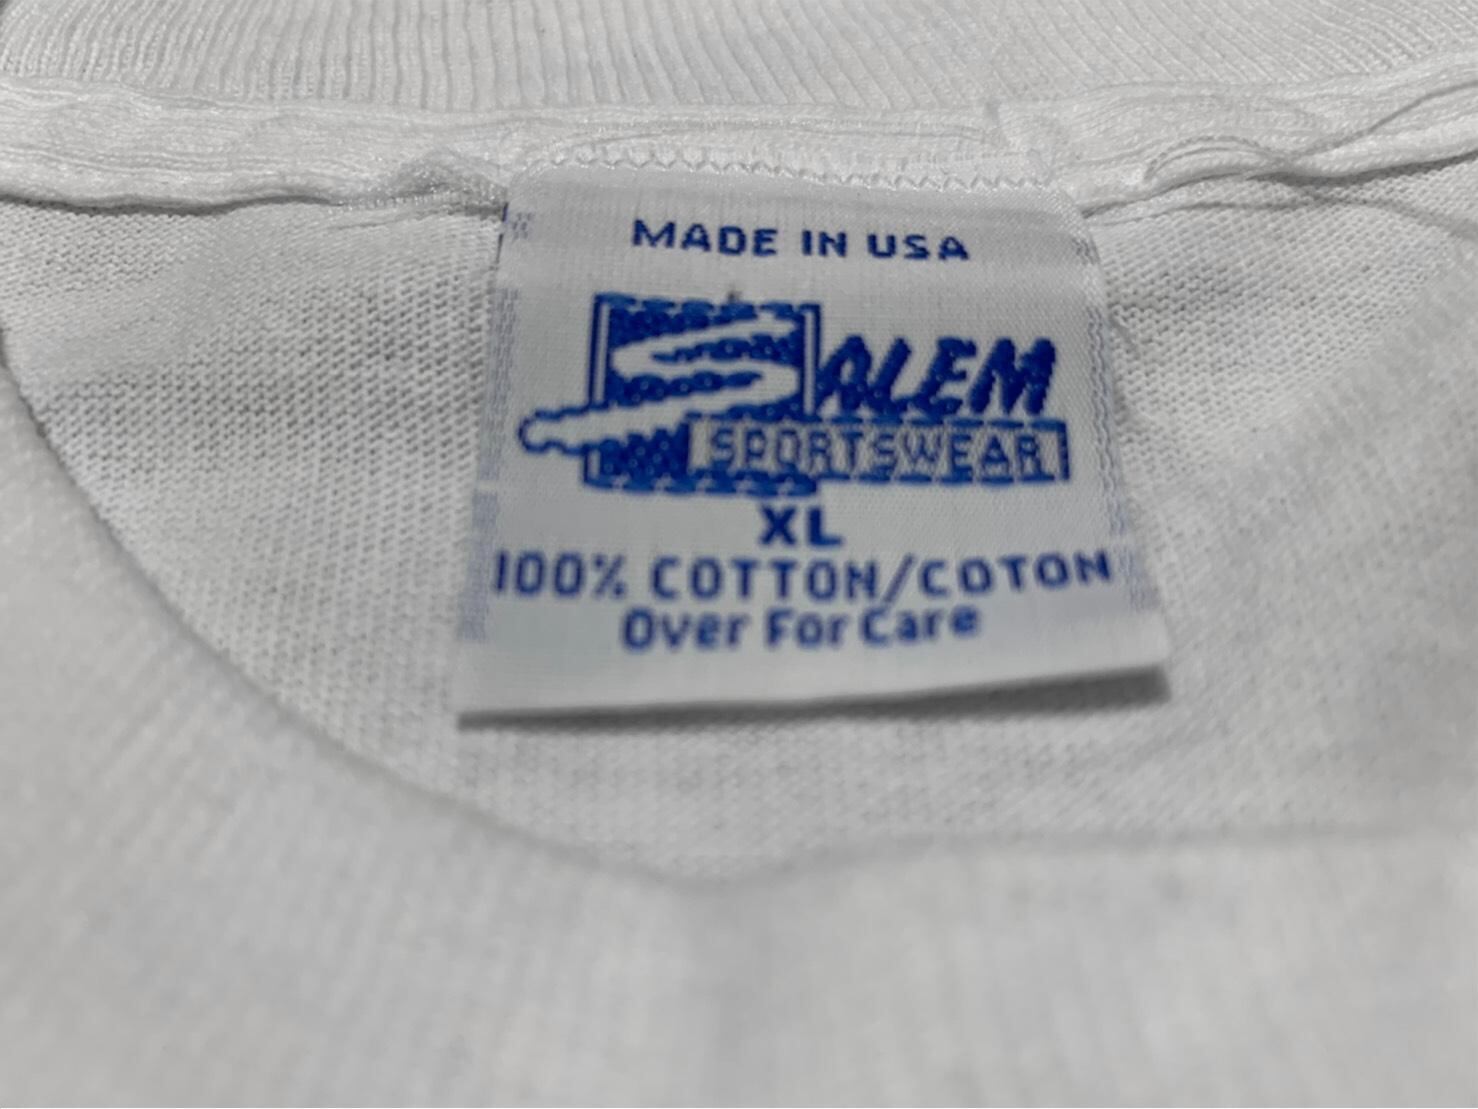 MADE IN USA
SALEM
SPORTSWEAR
XL
100% COTTON/COTON
Over For Care